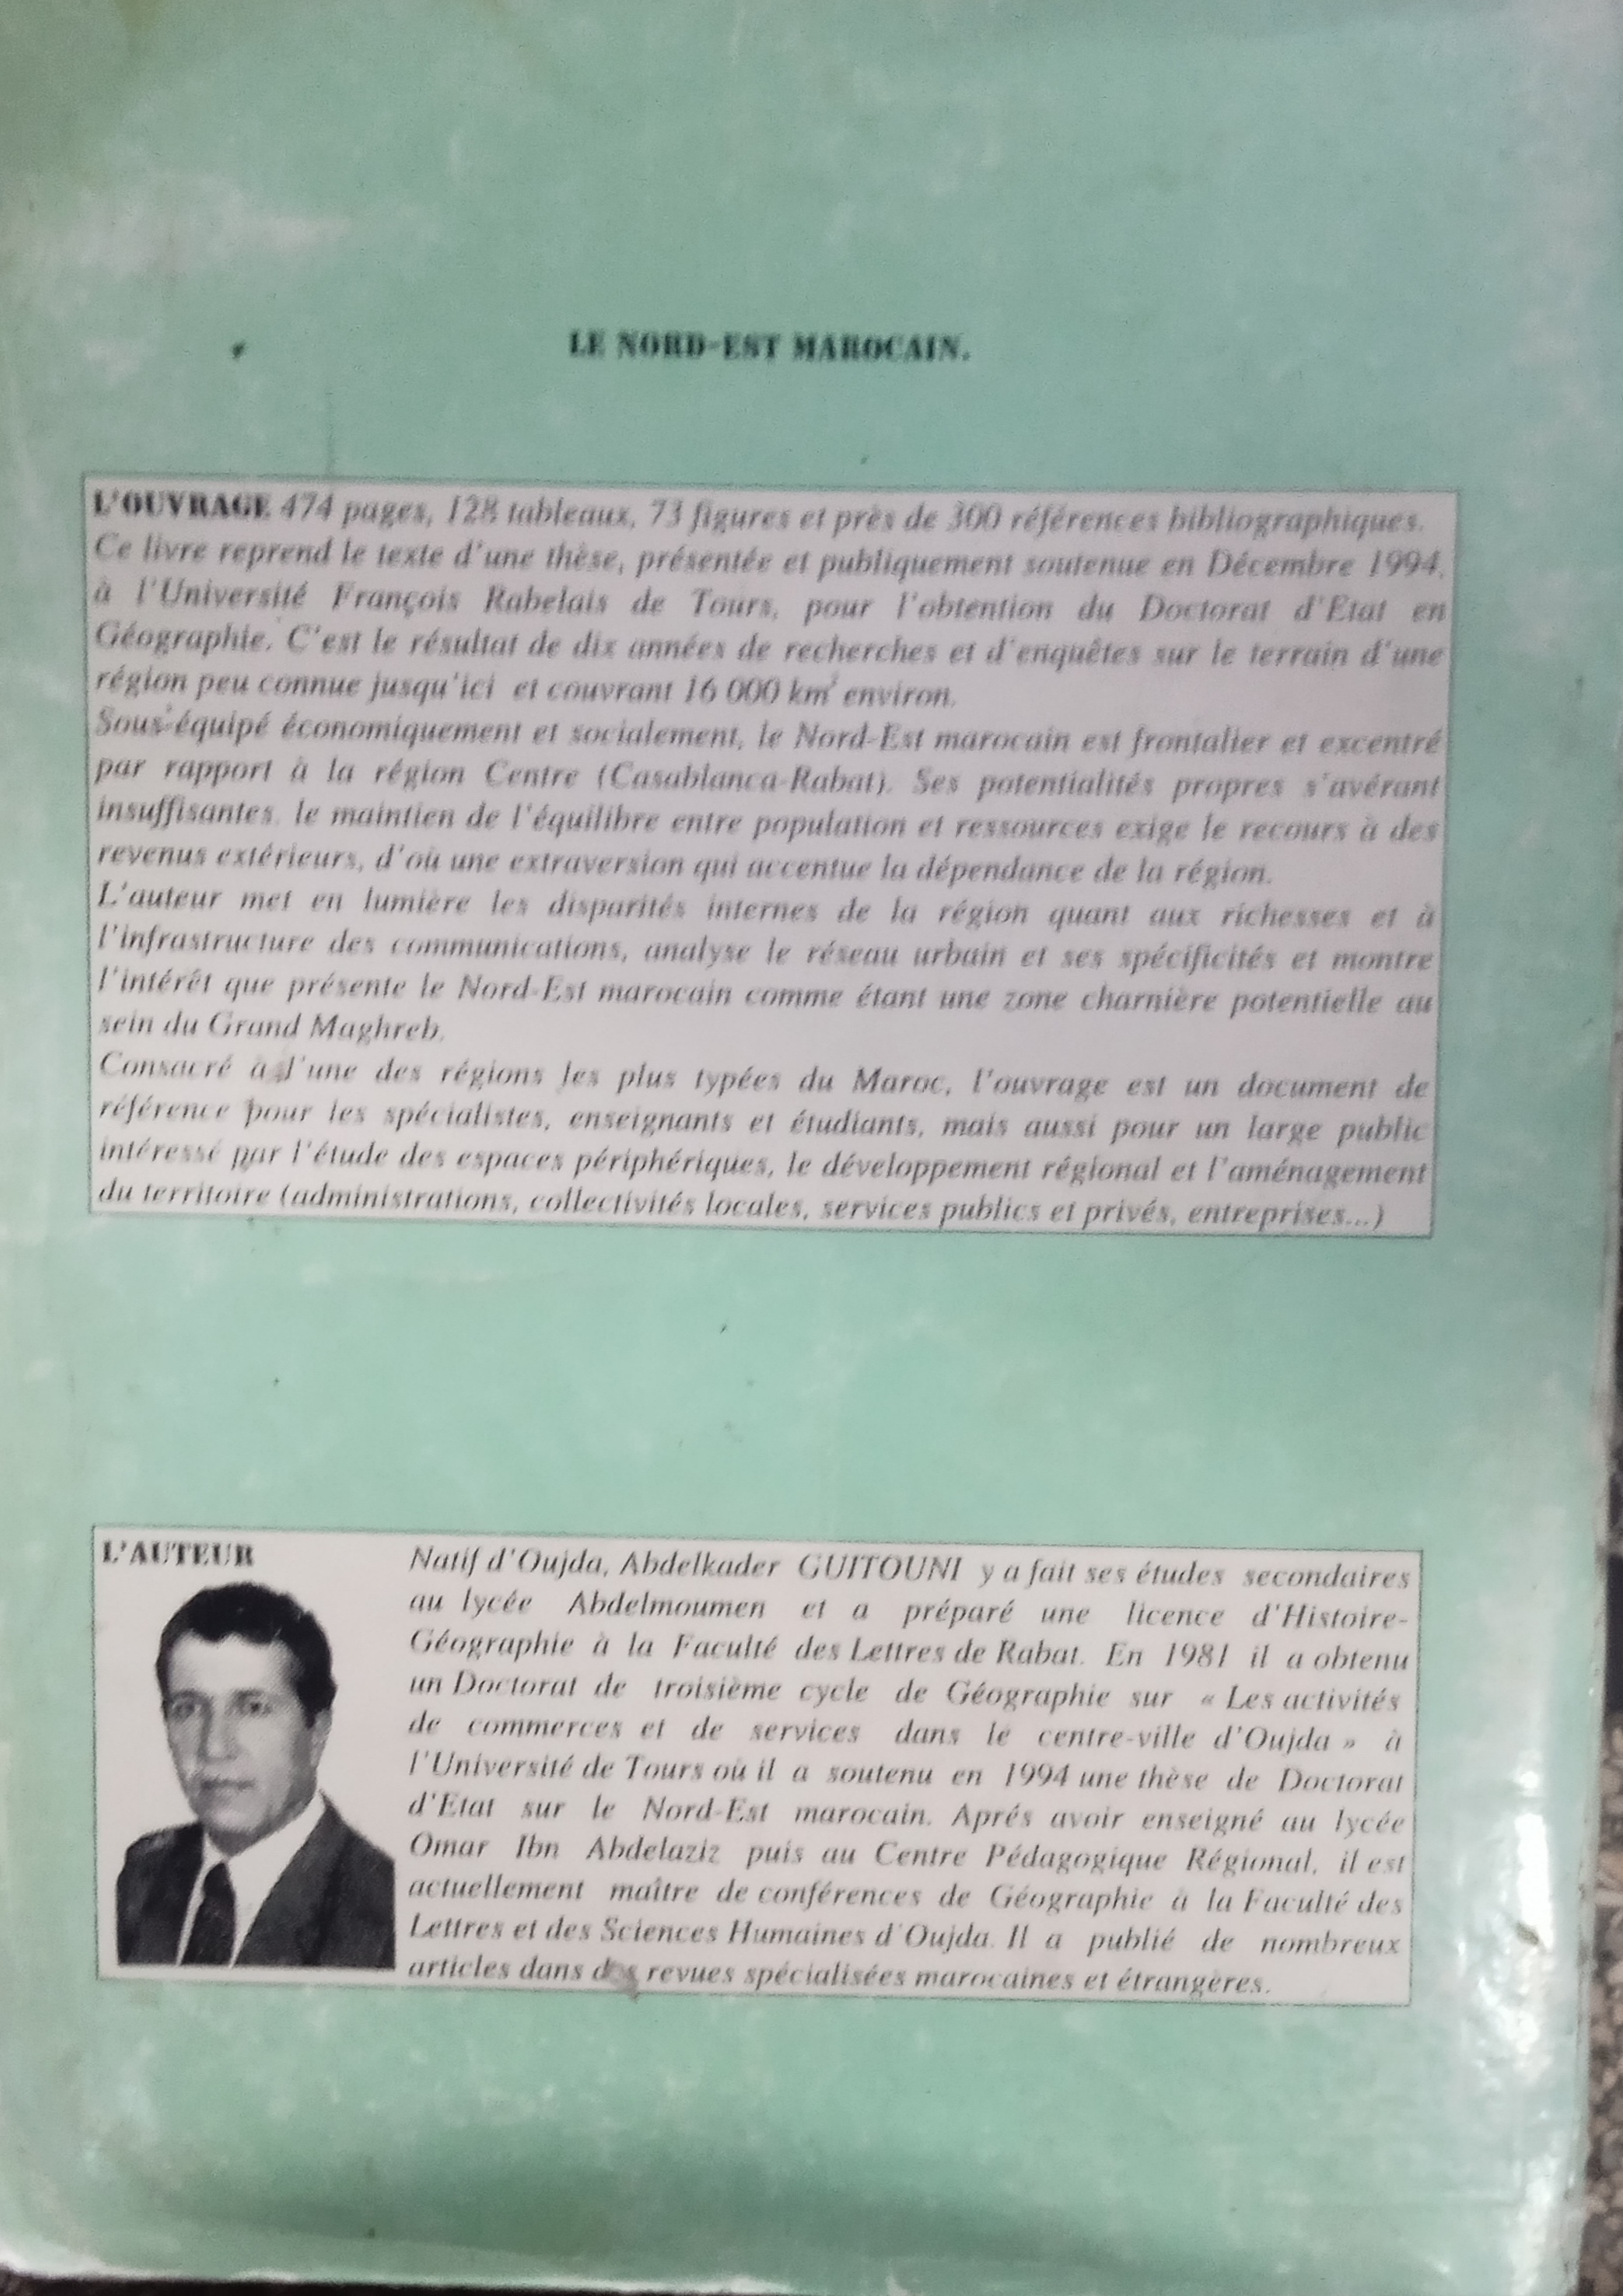 LE NORD-EST MAROCAIN.
L'OUVRAGE 474 pages, 128 tableaux, 73 figures et près de 300 références bibliographiques.
Ce livre reprend le texte d'une thèse, présentée et publiquement soutenue en Décembre 1994,
à l'Université François Rabelais de Tours, pour l'obtention du Doctorat d'Etat en
Géographie. C'est le résultat de dix années de recherches et d'enquêtes sur le terrain d'une
région peu connue jusqu'ici et couvrant 16 000 km² environ.
Sous-équipé économiquement et socialement, le Nord-Est marocain est frontalier et excentré
par rapport à la région Centre (Casablanca-Rabat). Ses potentialités propres s'avérant
insuffisantes, le maintien de l'équilibre entre population et ressources exige le recours à des
revenus extérieurs, d'où une extraversion qui accentue la dépendance de la région.
L'auteur met en lumière les disparités internes de la région quant aux richesses et à
l'infrastructure des communications, analyse le réseau urbain et ses spécificités et montre
l'intérêt que présente le Nord-Est marocain comme étant une zone charnière potentielle au
sein du Grand Maghreb.
Consacré à l'une des régions les plus typées du Maroc, l'ouvrage est un document de
référence pour les spécialistes, enseignants et étudiants, mais aussi pour un large public
intéressé par l'étude des espaces périphériques, le développement régional et l'aménagement
du territoire (administrations, collectivités locales, services publics et privés, entreprises...)
L'AUTEUR
Natif d'Oujda, Abdelkader GUITOUNI y a fait ses études secondaires
au lycée Abdelmoumen et a préparé une licence d'Histoire-
Géographie à la Faculté des Lettres de Rabat. En 1981 il a obtenu
un Doctorat de troisième cycle de Géographie sur « Les activités
de commerces et de services dans le centre-ville d'Oujda » à
l'Université de Tours où il a soutenu en 1994 une thèse de Doctorat
d'Etat sur le Nord-Est marocain. Aprés avoir enseigné au lycée
Omar Ibn Abdelaziz puis au Centre Pédagogique Régional, il est
actuellement maître de conférences de Géographie à la Faculté des
Lettres et des Sciences Humaines d'Oujda. Il a publié de nombreux
articles dans des revues spécialisées marocaines et étrangères.